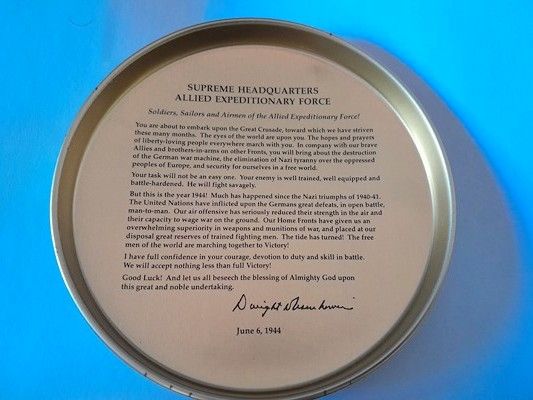 SUPREME HEADQUARTERS
ALLIED EXPEDITIONARY FORCE
Soldiers, Sailors and Airmen of the Allied Expeditionary Force!
You are about to embark upon the Great Crusade, toward which we have striven
these many months. The eyes of the world are upon you. The hopes and prayers
of liberty-loving people everywhere march with you. In company with our brave
Allies and brothers-in-arms on other Fronts, you will bring about the destruction
of the German war machine, the elimination of Nazi tyranny over the oppressed
peoples of Europe, and security for ourselves in a free world.
Your task will not be an easy one. Your enemy is well trained, well equipped and
battle-hardened. He will fight savagely.
But this is the year 1944! Much has happened since the Nazi triumphs of 1940-41.
The United Nations have inflicted upon the Germans great defeats, in open battle,
man-to-man. Our air offensive has seriously reduced their strength in the air and
their capacity to wage war on the ground. Our Home Fronts have given us an
overwhelming superiority in weapons and munitions of war, and placed at our
disposal great reserves of trained fighting men. The tide has turned! The free
men of the world are marching together to Victory!
I have full confidence in your courage, devotion to duty and skill in battle.
We will accept nothing less than full Victory!
Good Luck! And let us all beseech the blessing of Almighty God upon
this great and noble undertaking.
Dwight D Eisenhower
June 6, 1944